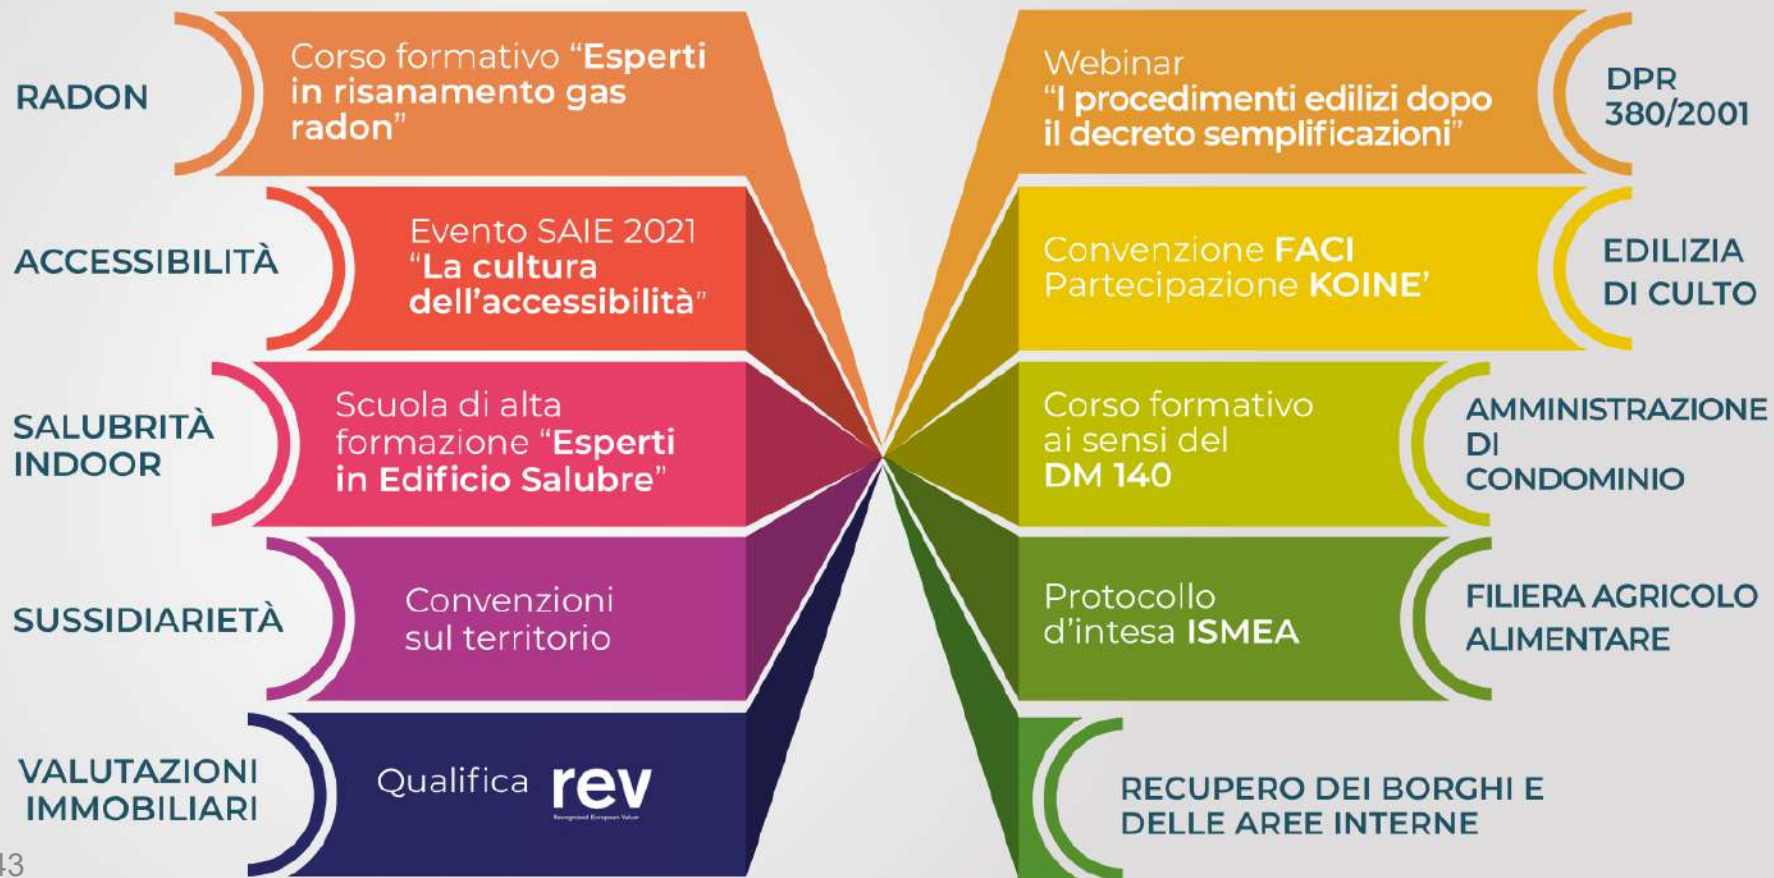 RADON
Corso formativo “Esperti
in risanamento gas
radon”
ACCESSIBILITÀ
Evento SAIE 2021
“La cultura
dell’accessibilità”
SALUBRITÀ
INDOOR
Scuola di alta
formazione “Esperti
in Edificio Salubre”
SUSSIDIARIETÀ
Convenzioni
sul territorio
VALUTAZIONI
IMMOBILIARI
Qualifica rev
Recognised European Valuer
Webinar
“I procedimenti edilizi dopo
il decreto semplificazioni”
DPR
380/2001
Convenzione FACI
Partecipazione KOINE’
EDILIZIA
DI CULTO
Corso formativo
ai sensi del
DM 140
AMMINISTRAZIONE
DI
CONDOMINIO
Protocollo
d’intesa ISMEA
FILIERA AGRICOLO
ALIMENTARE
RECUPERO DEI BORGHI E
DELLE AREE INTERNE
43